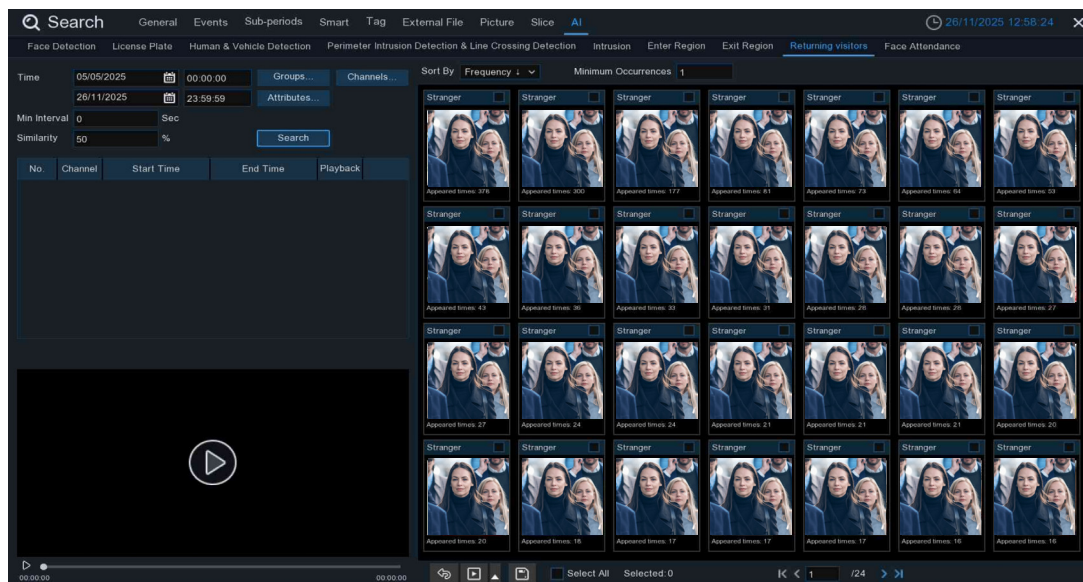 Search General Events Sub-periods Smart Tag External File Picture Slice AI 26/11/2025 12:58:24
Face Detection License Plate Human & Vehicle Detection Perimeter Intrusion Detection & Line Crossing Detection Intrusion Enter Region Exit Region Returning visitors Face Attendance
Time 05/05/2025 00:00:00 Groups... Channels...
26/11/2025 23:59:59 Attributes...
Min Interval 0 Sec
Similarity 50 %
Search
No. Channel Start Time End Time Playback
00:00:00 00:00:00
Sort By Frequency ↓ Minimum Occurrences 1
Stranger Stranger Stranger Stranger Stranger Stranger Stranger
Appeared times: 376 Appeared times: 300 Appeared times: 177 Appeared times: 81 Appeared times: 73 Appeared times: 64 Appeared times: 53
Stranger Stranger Stranger Stranger Stranger Stranger Stranger
Appeared times: 43 Appeared times: 36 Appeared times: 33 Appeared times: 31 Appeared times: 28 Appeared times: 28 Appeared times: 27
Stranger Stranger Stranger Stranger Stranger Stranger Stranger
Appeared times: 27 Appeared times: 24 Appeared times: 24 Appeared times: 21 Appeared times: 21 Appeared times: 21 Appeared times: 20
Stranger Stranger Stranger Stranger Stranger Stranger Stranger
Appeared times: 20 Appeared times: 18 Appeared times: 17 Appeared times: 17 Appeared times: 17 Appeared times: 16 Appeared times: 16
Select All Selected: 0 1 /24